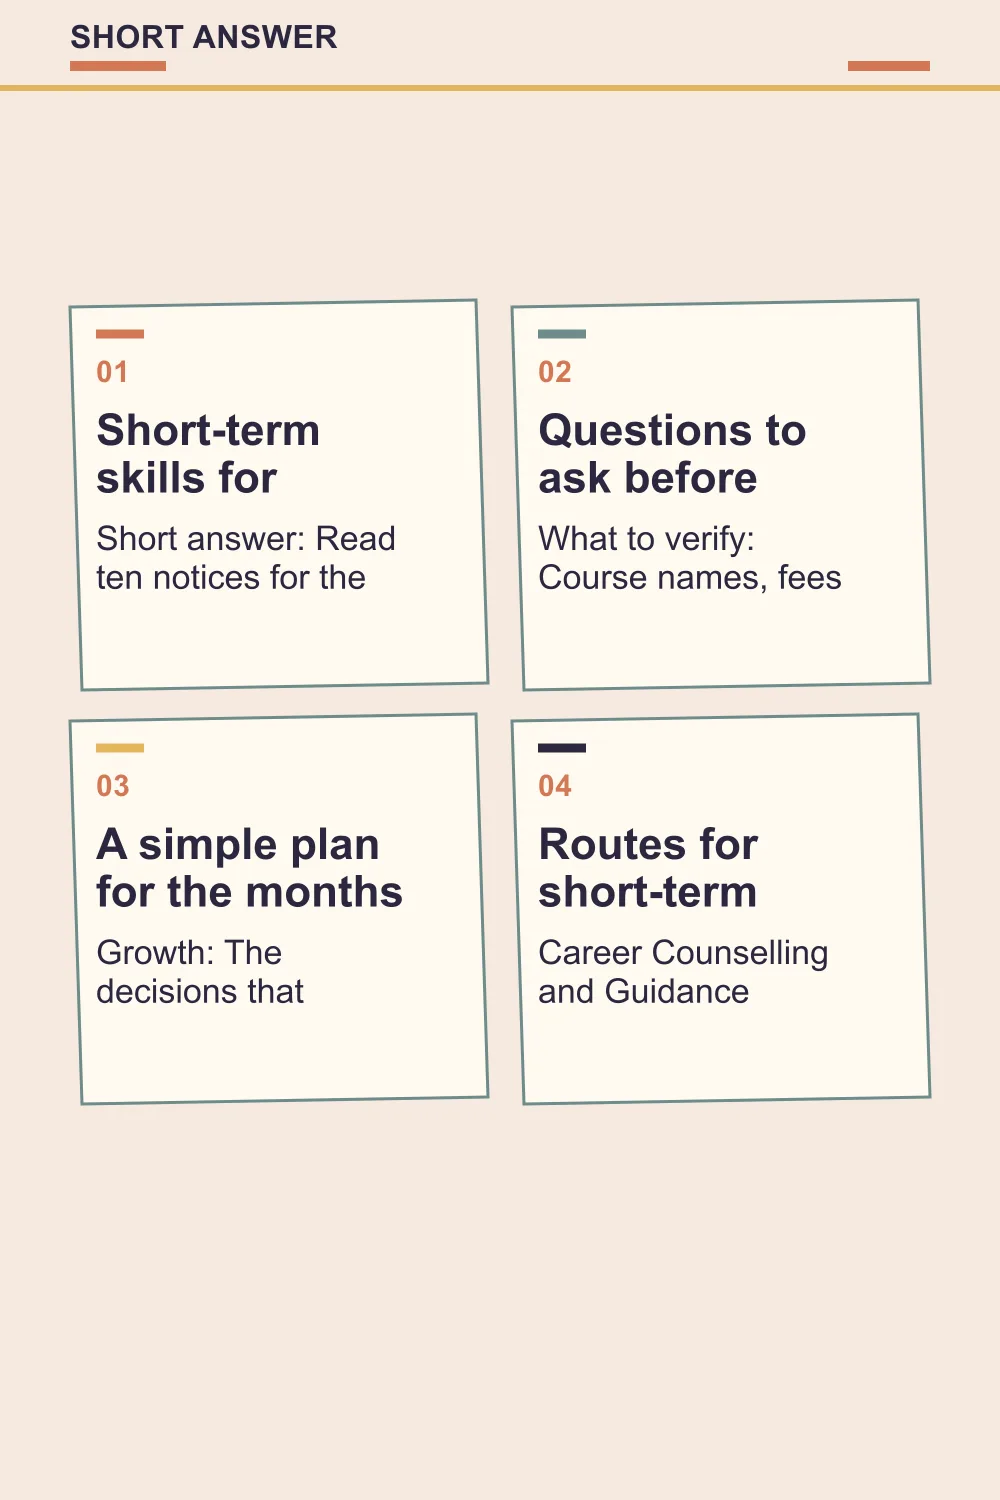 SHORT ANSWER
01
Short-term
skills for
Short answer: Read
ten notices for the
02
Questions to
ask before
What to verify:
Course names, fees
03
A simple plan
for the months
Growth: The
decisions that
04
Routes for
short-term
Career Counselling
and Guidance